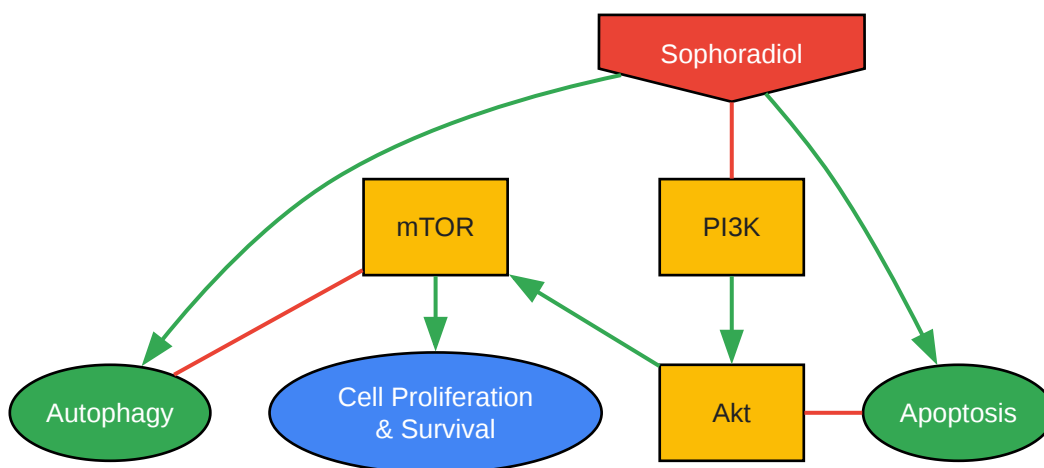 Sophoradiol
mTOR
PI3K
Autophagy
Cell Proliferation
& Survival
Akt
Apoptosis